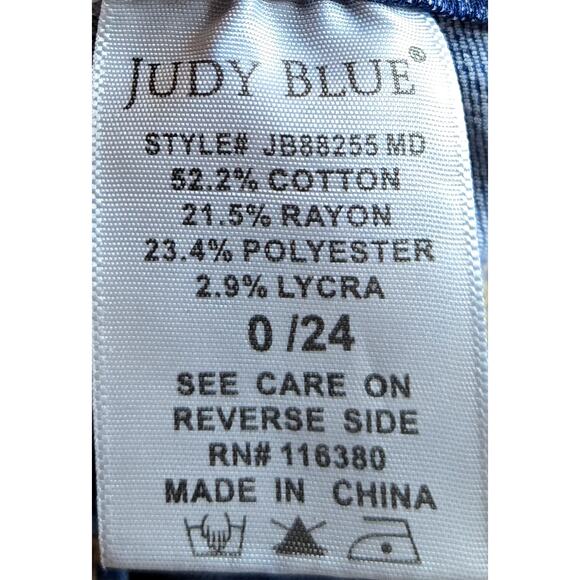 JUDY BLUE®
STYLE# JB88255 MD
52.2% COTTON
21.5% RAYON
23.4% POLYESTER
2.9% LYCRA
0 /24
SEE CARE ON
REVERSE SIDE
RN# 116380
MADE IN CHINA